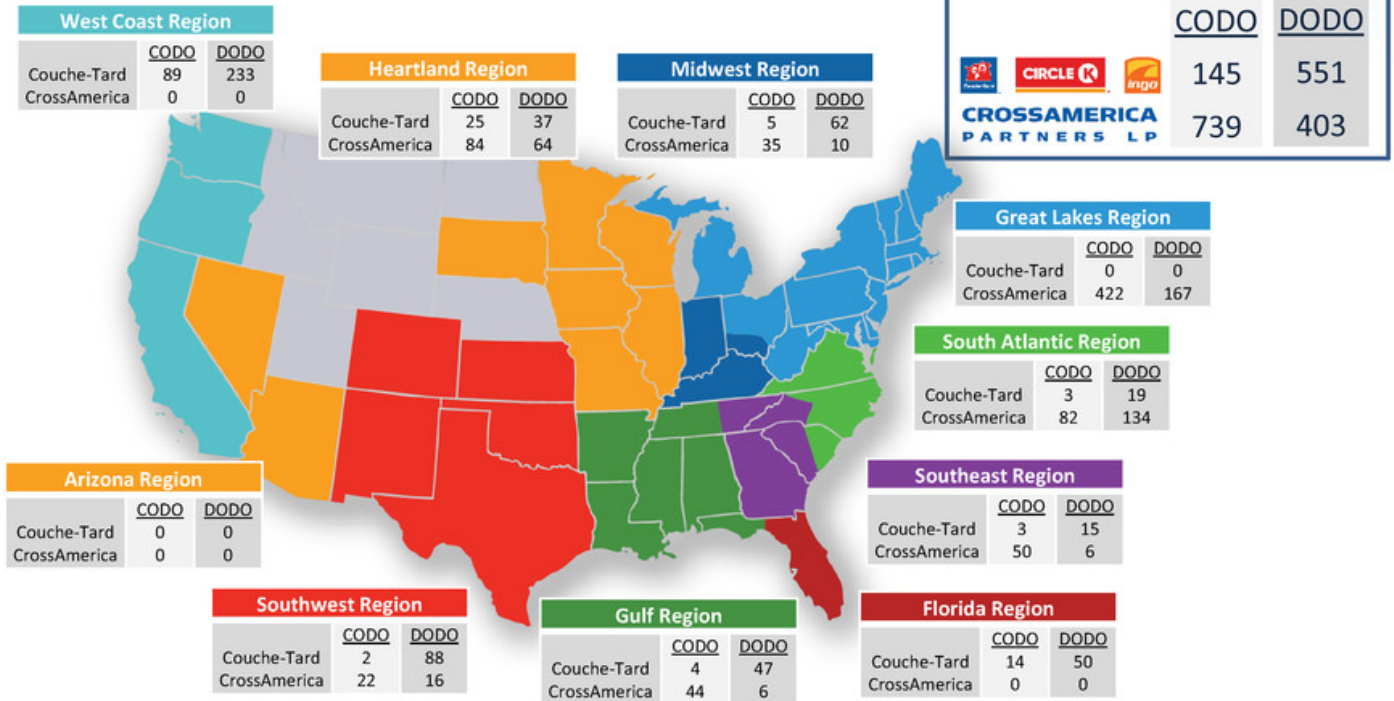 West Coast Region
CODO DODO
Couche-Tard 89 233
CrossAmerica 0 0
Heartland Region
CODO DODO
Couche-Tard 25 37
CrossAmerica 84 64
Midwest Region
CODO DODO
Couche-Tard 5 62
CrossAmerica 35 10
CODO DODO
CIRCLE K ingo 145 551
CROSSAMERICA
PARTNERS LP 739 403
Great Lakes Region
CODO DODO
Couche-Tard 0 0
CrossAmerica 422 167
South Atlantic Region
CODO DODO
Couche-Tard 3 19
CrossAmerica 82 134
Arizona Region
CODO DODO
Couche-Tard 0 0
CrossAmerica 0 0
Southeast Region
CODO DODO
Couche-Tard 3 15
CrossAmerica 50 6
Southwest Region
CODO DODO
Couche-Tard 2 88
CrossAmerica 22 16
Gulf Region
CODO DODO
Couche-Tard 4 47
CrossAmerica 44 6
Florida Region
CODO DODO
Couche-Tard 14 50
CrossAmerica 0 0